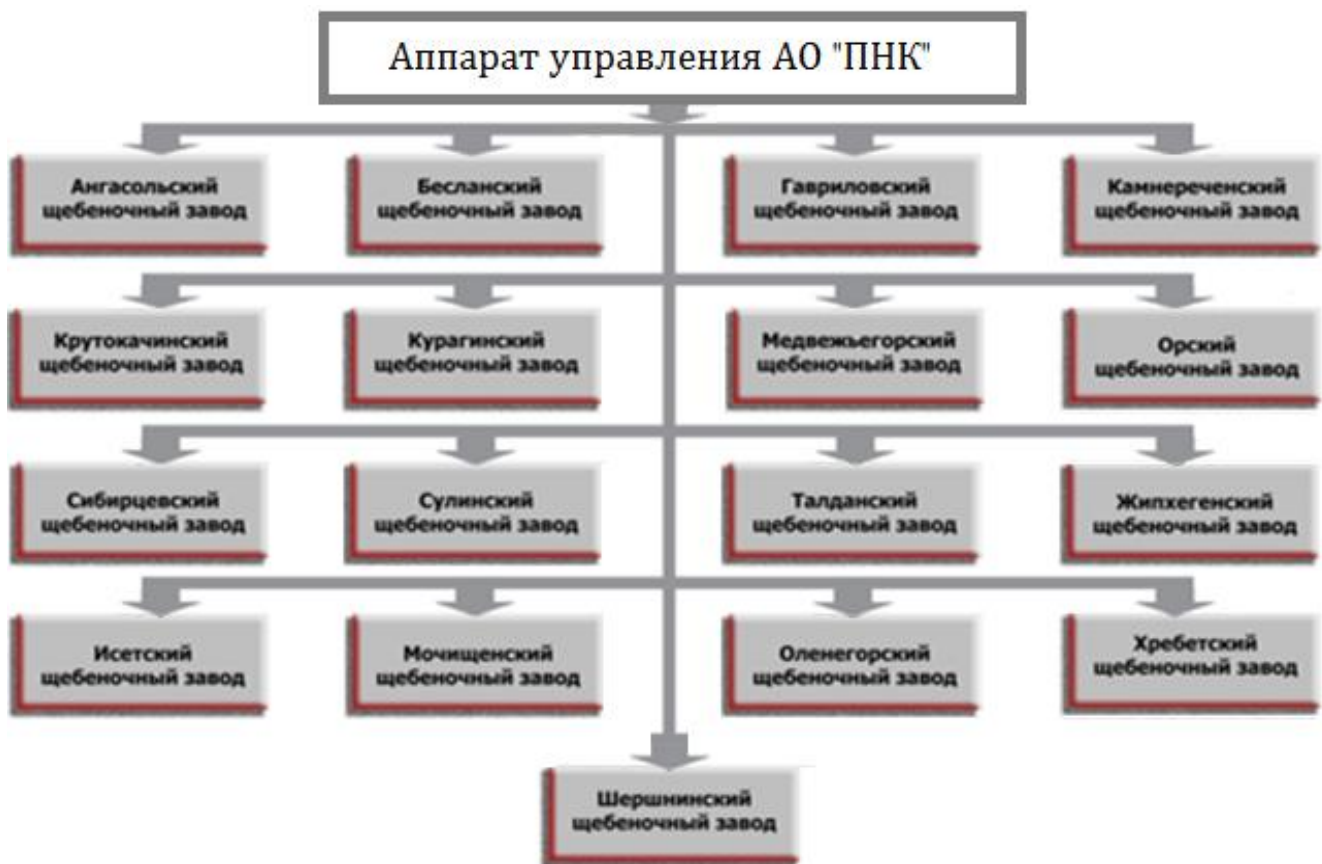 Аппарат управления АО "ПНК"
Ангасольский
щебеночный завод
Бесланский
щебеночный завод
Гавриловский
щебеночный завод
Камнереченский
щебеночный завод
Крутокачинский
щебеночный завод
Курагинский
щебеночный завод
Медвежьегорский
щебеночный завод
Орский
щебеночный завод
Сибирцевский
щебеночный завод
Сулинский
щебеночный завод
Талданский
щебеночный завод
Жипхегенский
щебеночный завод
Исетский
щебеночный завод
Мочищенский
щебеночный завод
Оленегорский
щебеночный завод
Хребетский
щебеночный завод
Шершнинский
щебеночный завод